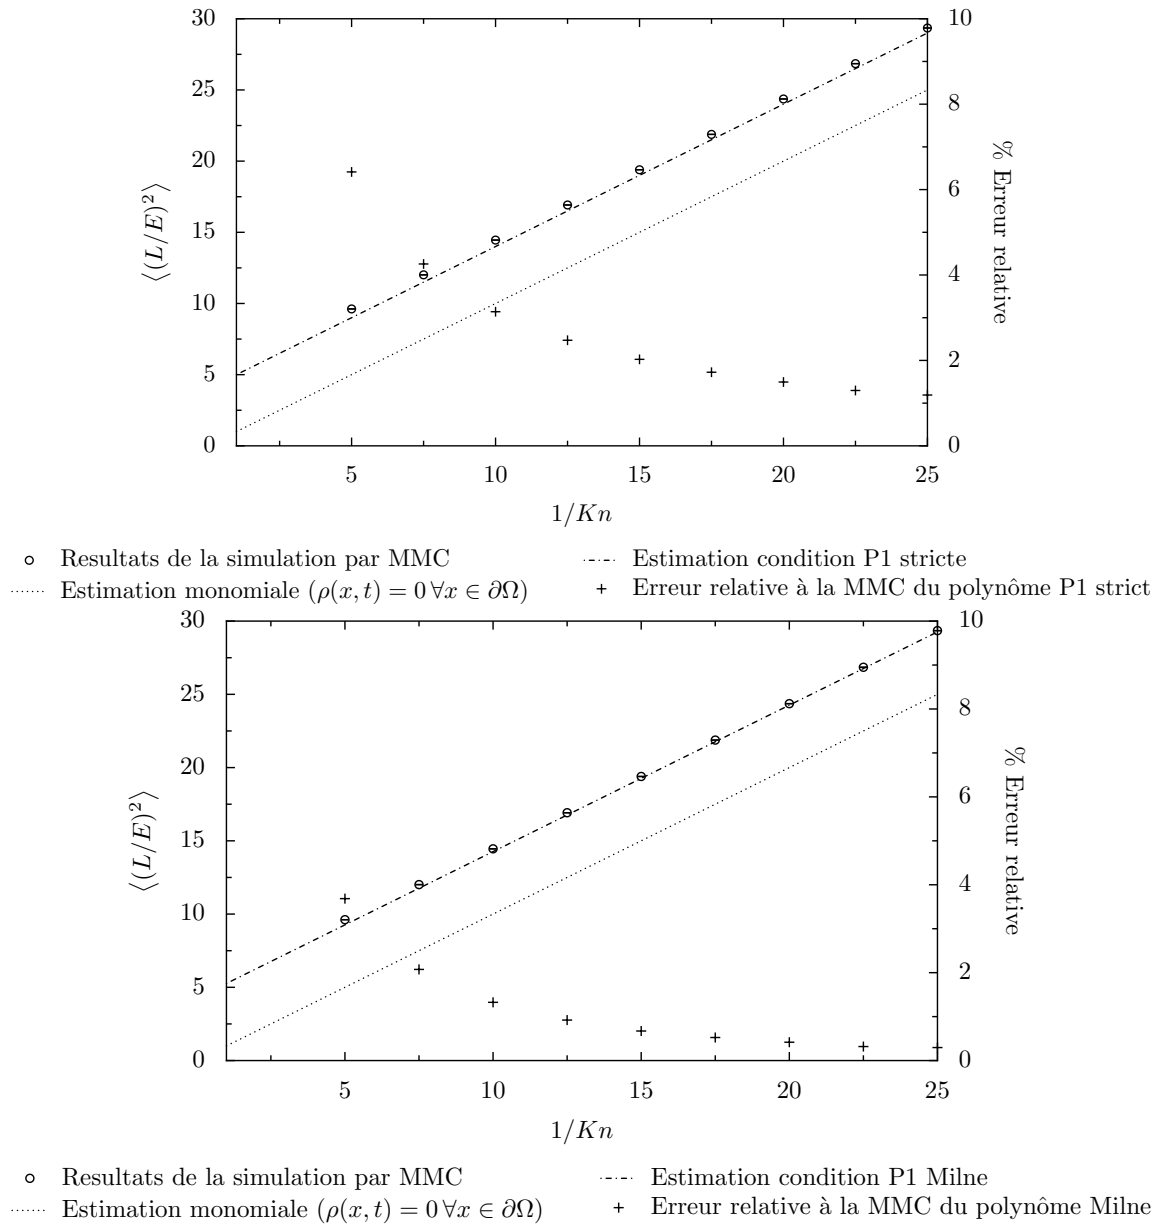 30
25
20
15
10
5
0
10
8
6
4
2
0
⟨(L/E)²⟩
% Erreur relative
5 10 15 20 25
1/Kn
Resultats de la simulation par MMC
Estimation condition P1 stricte
Estimation monomiale (ρ(x, t) = 0 ∀x ∈ ∂Ω)
Erreur relative à la MMC du polynôme P1 strict
30
25
20
15
10
5
0
10
8
6
4
2
0
⟨(L/E)²⟩
% Erreur relative
5 10 15 20 25
1/Kn
Resultats de la simulation par MMC
Estimation condition P1 Milne
Estimation monomiale (ρ(x, t) = 0 ∀x ∈ ∂Ω)
Erreur relative à la MMC du polynôme Milne